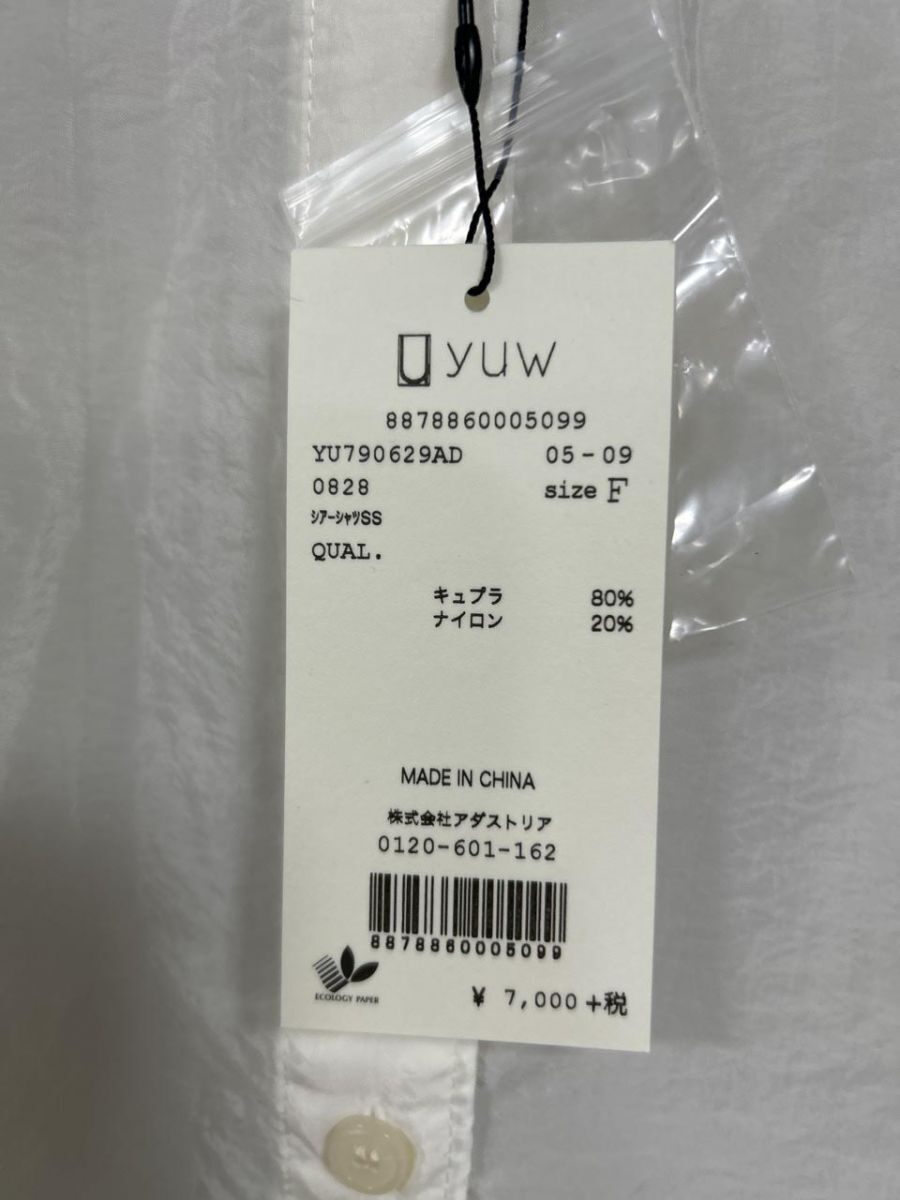 yuw
8878860005099
YU790629AD 05-09
0828 size F
ｼｱｰｼｬﾂSS
QUAL.
キュプラ 80%
ナイロン 20%
MADE IN CHINA
株式会社アダストリア
0120-601-162
8878860005099
ECOLOGY PAPER
¥ 7,000 +税